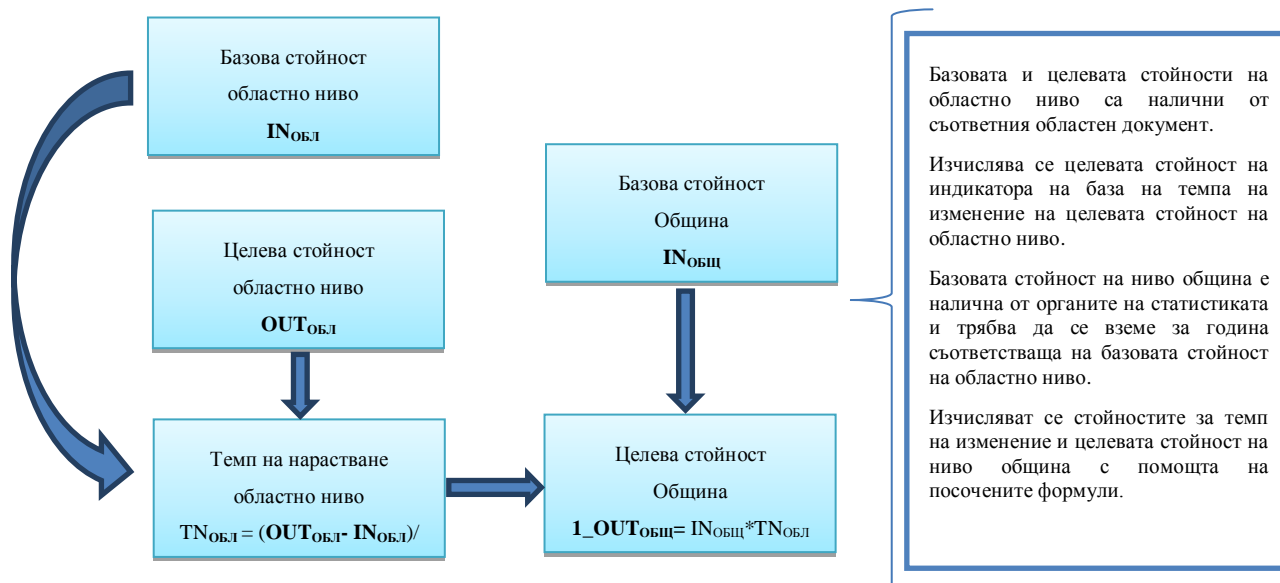 Базова стойност
областно ниво
INОБЛ
Целева стойност
областно ниво
OUTОБЛ
Темп на нарастване
областно ниво
TNОБЛ = (OUTОБЛ- INОБЛ)/
Базова стойност
Община
INОБЩ
Целева стойност
Община
1_OUTОБЩ= INОБЩ*TNОБЛ
Базовата и целевата стойности на
областно ниво са налични от
съответния областен документ.
Изчислява се целевата стойност на
индикатора на база на темпа на
изменение на целевата стойност на
областно ниво.
Базовата стойност на ниво община е
налична от органите на статистиката
и трябва да се вземе за година
съответстваща на базовата стойност
на областно ниво.
Изчисляват се стойностите за темп
на изменение и целевата стойност на
ниво община с помощта на
посочените формули.